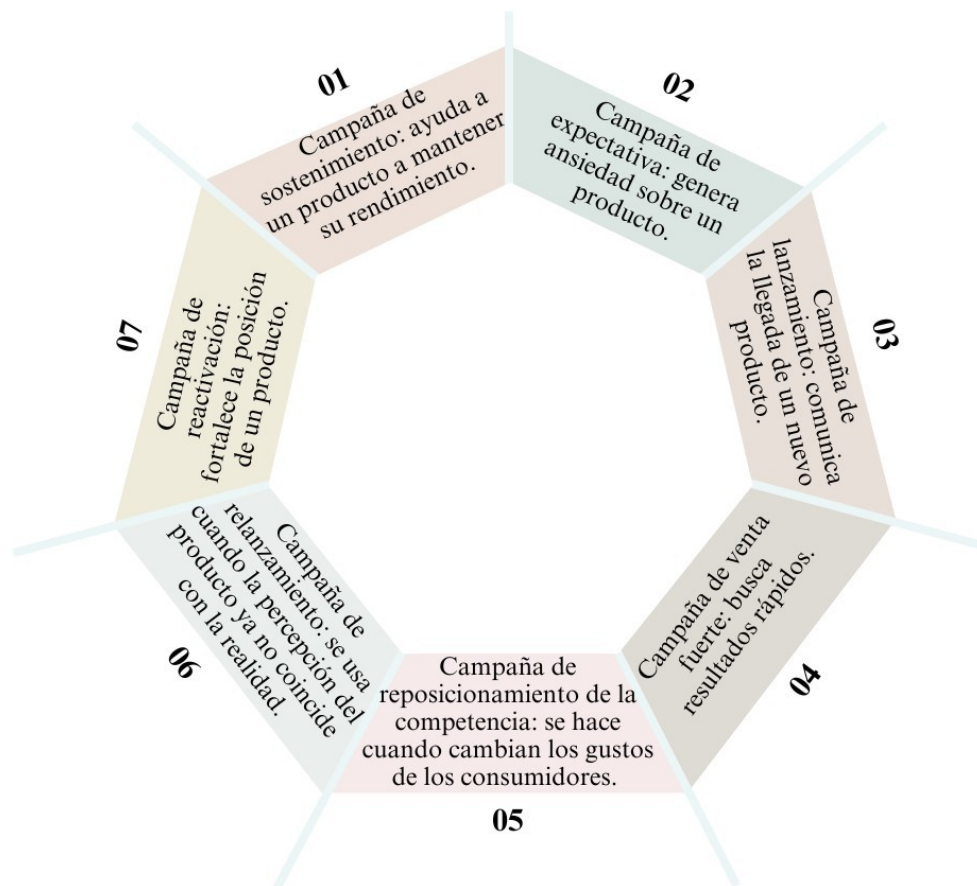 01
Campaña de
sostenimiento: ayuda a
un producto a mantener
su rendimiento.
02
Campaña de
expectativa: genera
ansiedad sobre un
producto.
03
Campaña de
lanzamiento: comunica
la llegada de un nuevo
producto.
04
Campaña de venta
fuerte: busca
resultados rápidos.
05
Campaña de
reposicionamiento de la
competencia: se hace
cuando cambian los gustos
de los consumidores.
06
Campaña de
relanzamiento: se usa
cuando la percepción del
producto ya no coincide
con la realidad.
07
Campaña de
reactivación:
fortalece la posición
de un producto.